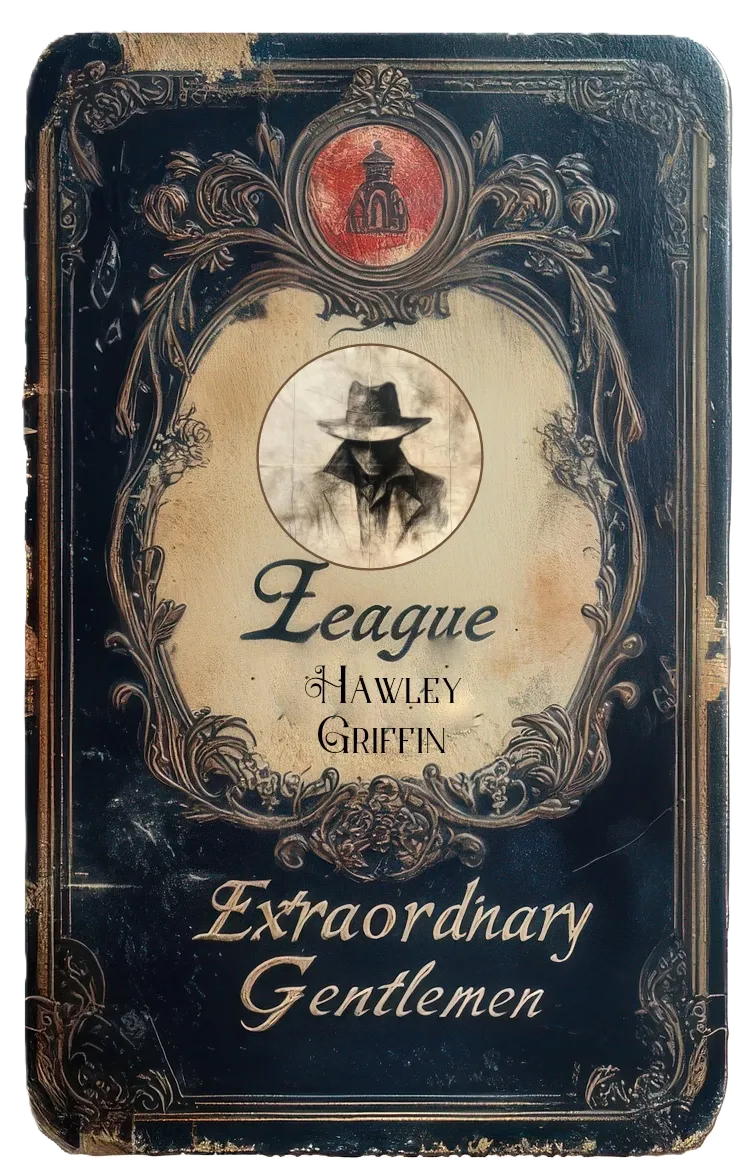 League
Hawley
Griffin
Extraordinary
Gentlemen